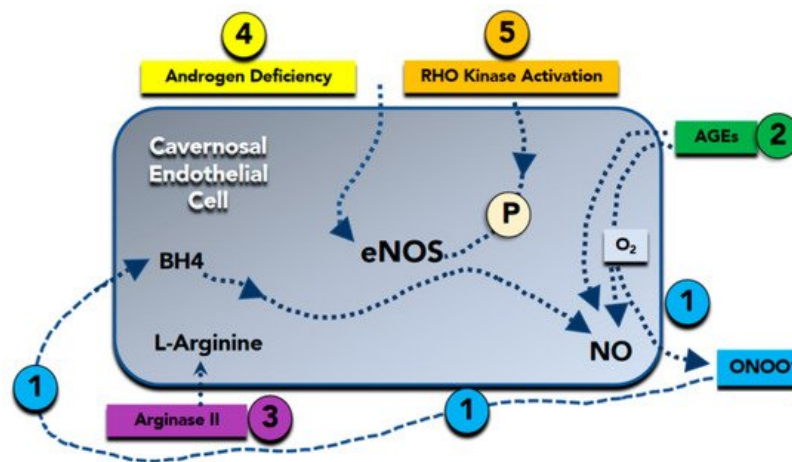 4
5
Androgen Deficiency
RHO Kinase Activation
AGEs
2
Cavernosal
Endothelial
Cell
P
eNOS
O₂
BH4
1
L-Arginine
NO
ONOO⁻
1
1
Arginase II
3